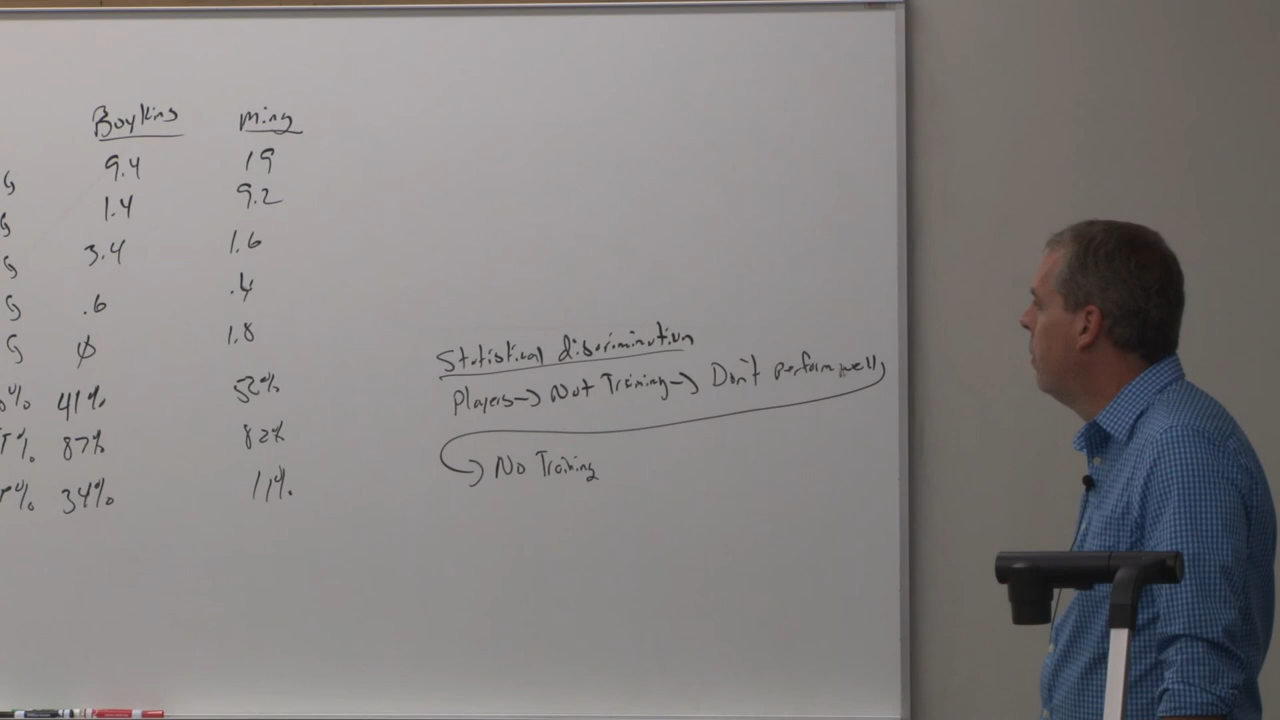 Boykins Ming
G 9.4 19
G 1.4 9.2
G 3.4 1.6
G .6 .4
G ø 1.8
% 41% 52%
T% 87% 82%
P% 34% 11%
Statistical discrimination
Players→ Not Training→ Don't perform well
→ No Training